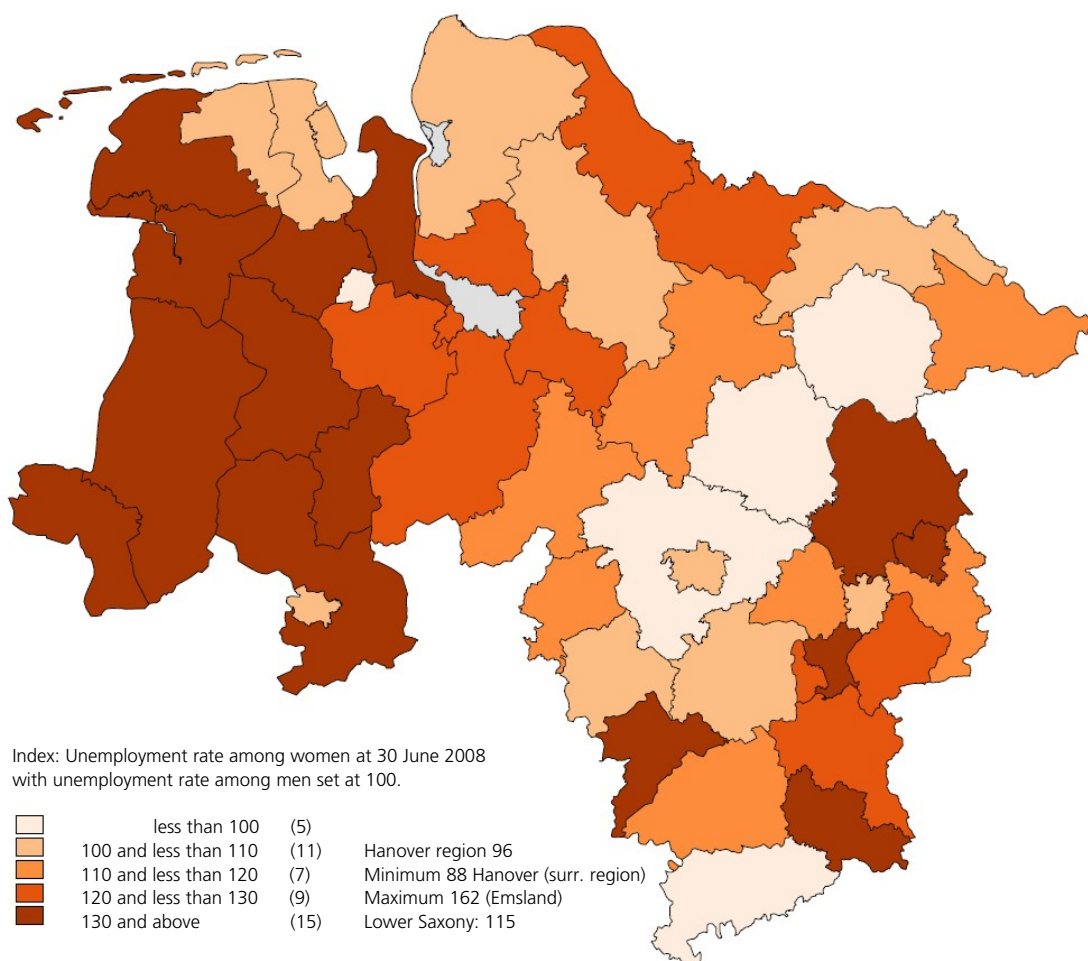 Index: Unemployment rate among women at 30 June 2008
with unemployment rate among men set at 100.
less than 100 (5)
100 and less than 110 (11) Hanover region 96
110 and less than 120 (7) Minimum 88 Hanover (surr. region)
120 and less than 130 (9) Maximum 162 (Emsland)
130 and above (15) Lower Saxony: 115